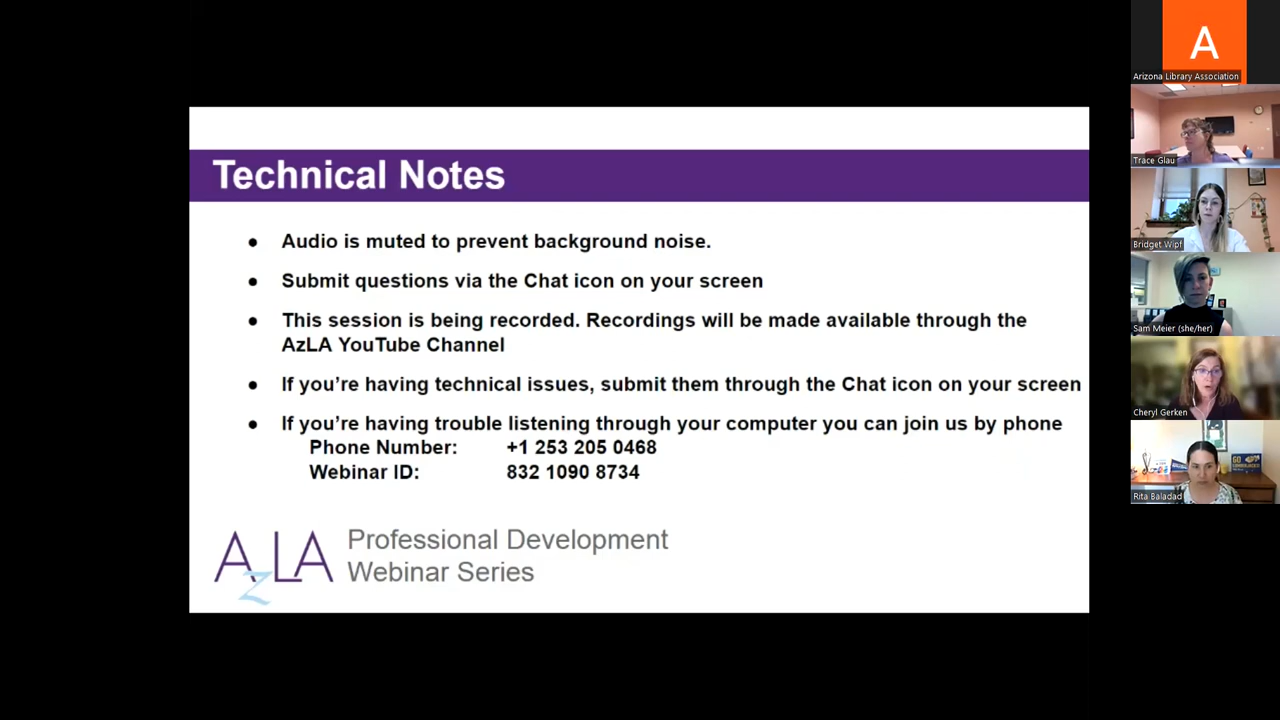 Technical Notes
● Audio is muted to prevent background noise.
● Submit questions via the Chat icon on your screen
● This session is being recorded. Recordings will be made available through the
AzLA YouTube Channel
● If you’re having technical issues, submit them through the Chat icon on your screen
● If you’re having trouble listening through your computer you can join us by phone
Phone Number: +1 253 205 0468
Webinar ID: 832 1090 8734
AzLA
Professional Development
Webinar Series
A
Arizona Library Association
Trace Glau
Bridget Wipf
Sam Meier (she/her)
Cheryl Gerken
Rita Baladad